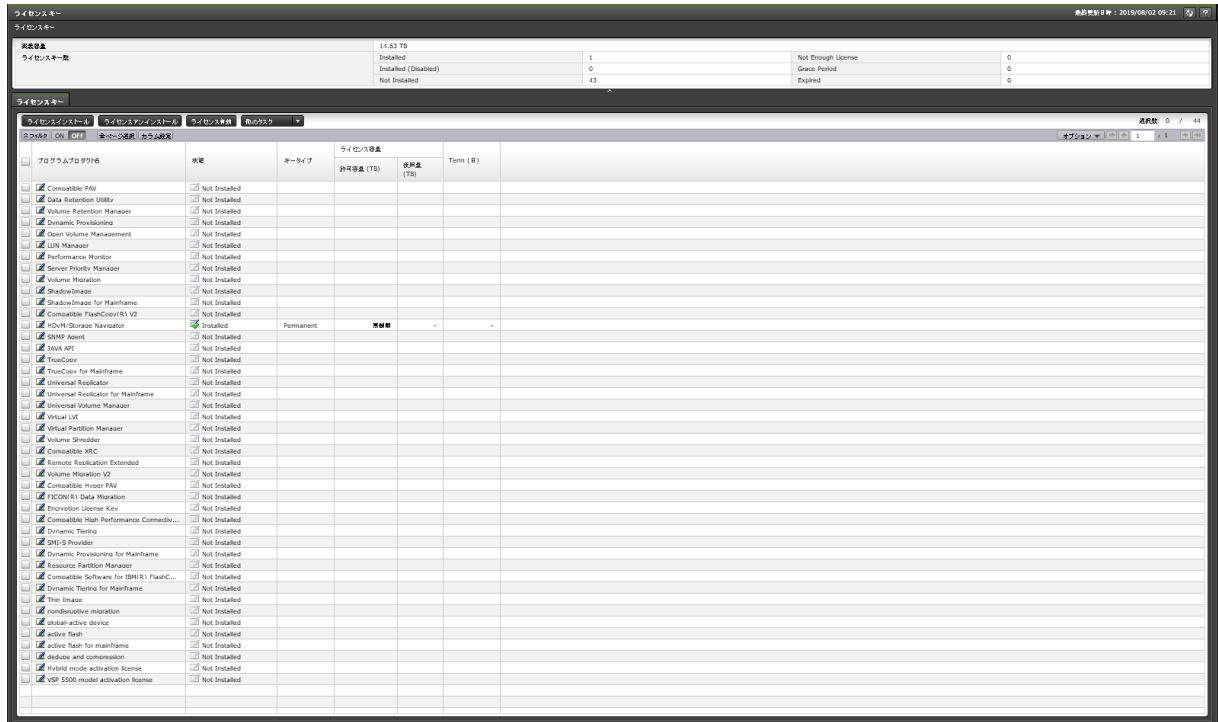 ライセンスキー 最終更新日時 : 2019/08/02 09:21 ?
ライセンスキー
実装容量 14.63 TB
ライセンスキー数 Installed 1 Not Enough License 0
Installed (Disabled) 0 Grace Period 0
Not Installed 43 Expired 0
ライセンスキー
ライセンスインストール ライセンスアンインストール ライセンス有効 他のタスク 選択数: 0 / 44
フィルタ ON OFF 全ページ選択 カラム設定 オプション 1 / 1
プログラムプロダクト名 状態 キータイプ ライセンス容量 Term (日)
許可容量 (TB) 使用量 (TB)
Compatible PAV Not Installed
Data Retention Utility Not Installed
Volume Retention Manager Not Installed
Dynamic Provisioning Not Installed
Open Volume Management Not Installed
LUN Manager Not Installed
Performance Monitor Not Installed
Server Priority Manager Not Installed
Volume Migration Not Installed
ShadowImage Not Installed
ShadowImage for Mainframe Not Installed
Compatible FlashCopy(R) V2 Not Installed
HDvM/Storage Navigator Installed Permanent 無制限 - -
SNMP Agent Not Installed
JAVA API Not Installed
TrueCopy Not Installed
TrueCopy for Mainframe Not Installed
Universal Replicator Not Installed
Universal Replicator for Mainframe Not Installed
Universal Volume Manager Not Installed
Virtual LVI Not Installed
Virtual Partition Manager Not Installed
Volume Shredder Not Installed
Compatible XRC Not Installed
Remote Replication Extended Not Installed
Volume Migration V2 Not Installed
Compatible Hyper PAV Not Installed
FICON(R) Data Migration Not Installed
Encryption License Key Not Installed
Compatible High Performance Connectiv... Not Installed
Dynamic Tiering Not Installed
SMI-S Provider Not Installed
Dynamic Provisioning for Mainframe Not Installed
Resource Partition Manager Not Installed
Compatible Software for IBM(R) FlashC... Not Installed
Dynamic Tiering for Mainframe Not Installed
Thin Image Not Installed
nondisruptive migration Not Installed
global-active device Not Installed
active flash Not Installed
active flash for mainframe Not Installed
dedupe and compression Not Installed
Hybrid mode activation license Not Installed
VSP 5500 model activation license Not Installed